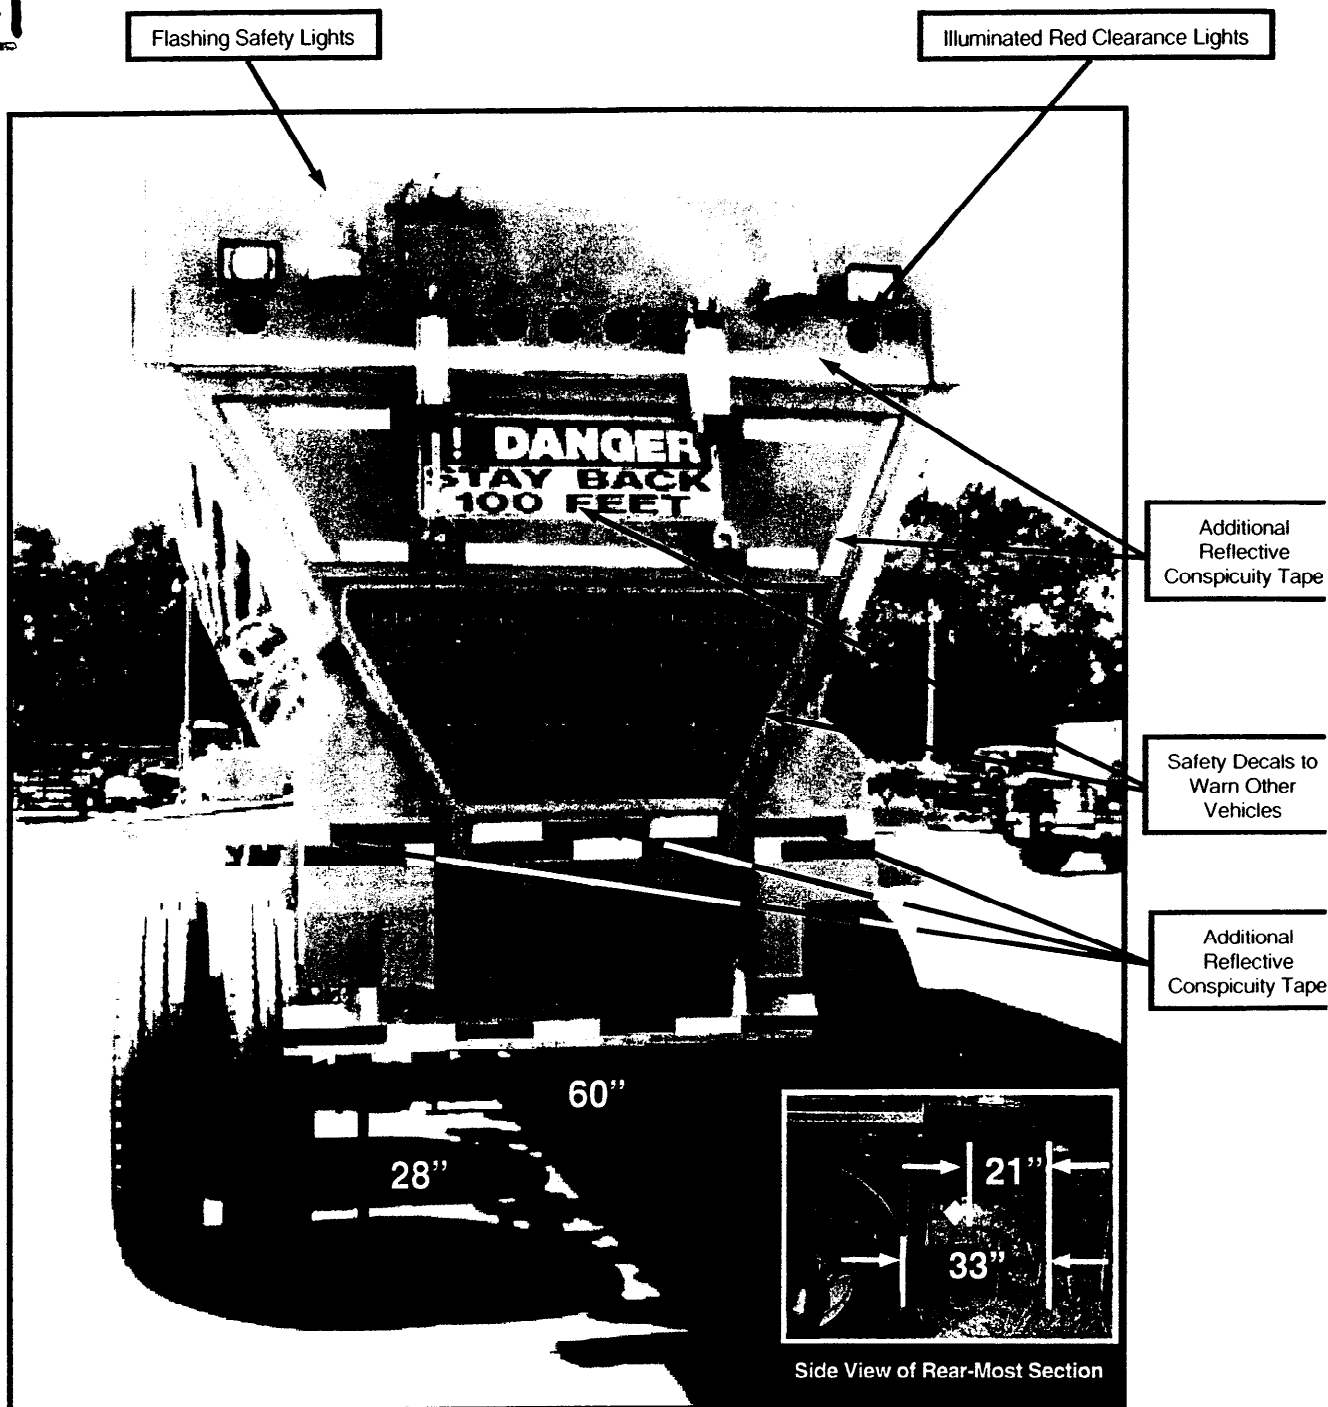 Flashing Safety Lights
Illuminated Red Clearance Lights
! DANGER
STAY BACK
100 FEET
Additional
Reflective
Conspicuity Tape
Safety Decals to
Warn Other
Vehicles
Additional
Reflective
Conspicuity Tape
60”
28”
21”
33”
Side View of Rear-Most Section